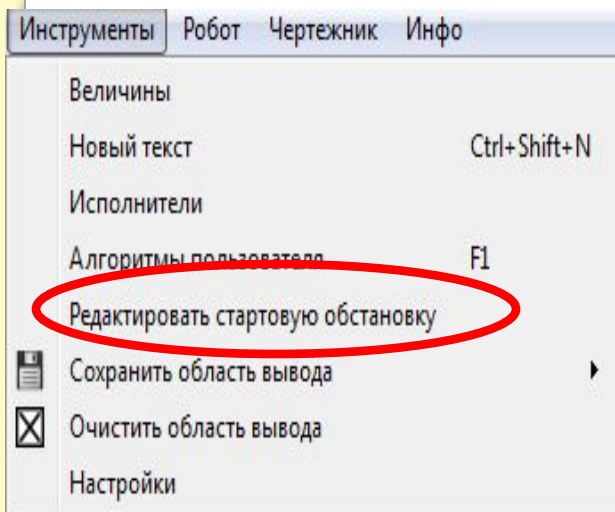 Инструменты Робот Чертежник Инфо
Величины
Новый текст Ctrl+Shift+N
Исполнители
Алгоритмы пользователя F1
Редактировать стартовую обстановку
Сохранить область вывода
Очистить область вывода
Настройки